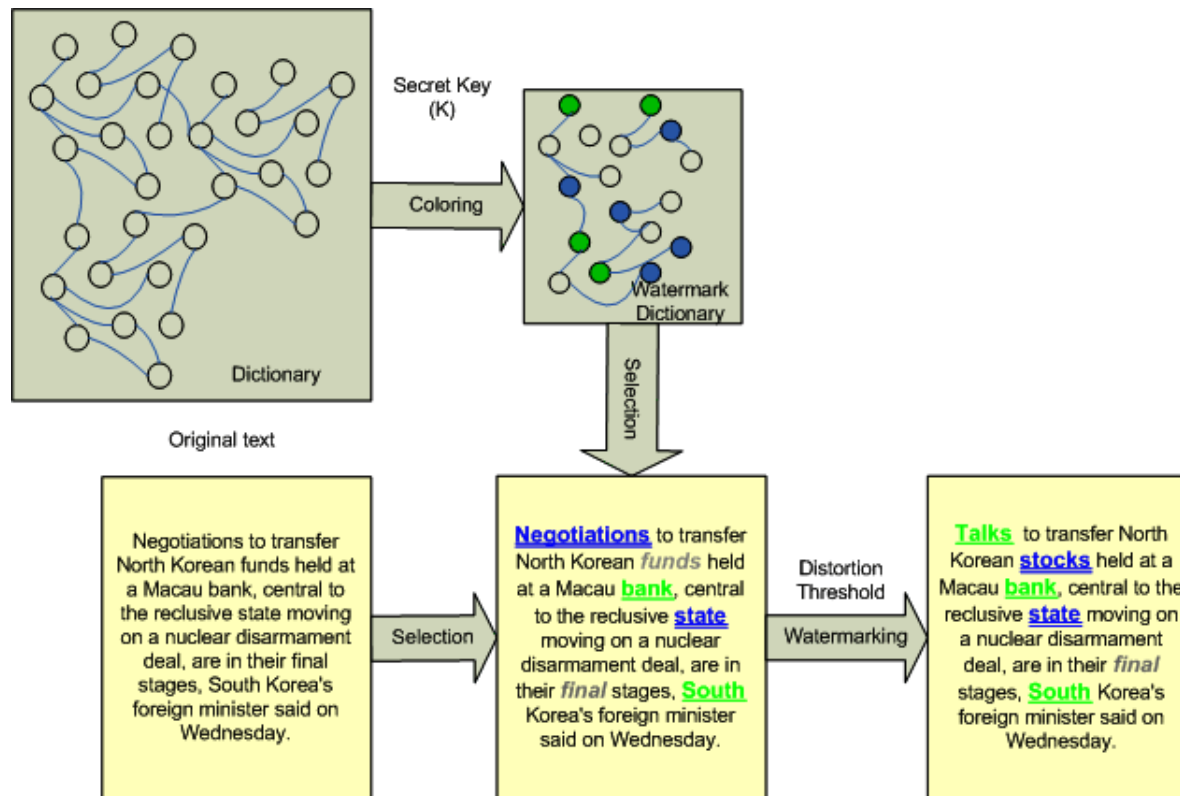 Secret Key
(K)
Coloring
Dictionary
Watermark
Dictionary
Selection
Original text
Negotiations to transfer
North Korean funds held at
a Macau bank, central to
the reclusive state moving
on a nuclear disarmament
deal, are in their final
stages, South Korea's
foreign minister said on
Wednesday.
Selection
Negotiations to transfer
North Korean funds held
at a Macau bank, central
to the reclusive state
moving on a nuclear
disarmament deal, are in
their final stages, South
Korea's foreign minister
said on Wednesday.
Distortion
Threshold
Watermarking
Talks to transfer North
Korean stocks held at a
Macau bank, central to the
reclusive state moving on
a nuclear disarmament
deal, are in their final
stages, South Korea's
foreign minister said on
Wednesday.